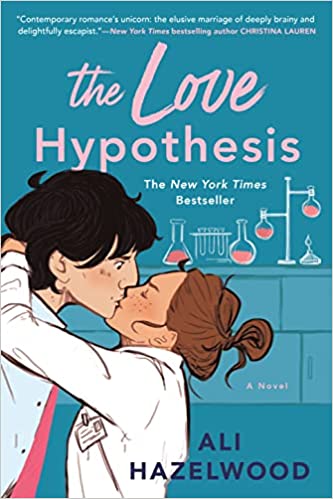 "Contemporary romance's unicorn: the elusive marriage of deeply brainy and
delightfully escapist."—New York Times bestselling author CHRISTINA LAUREN
the Love
Hypothesis
The New York Times
Bestseller
A Novel
ALI
HAZELWOOD